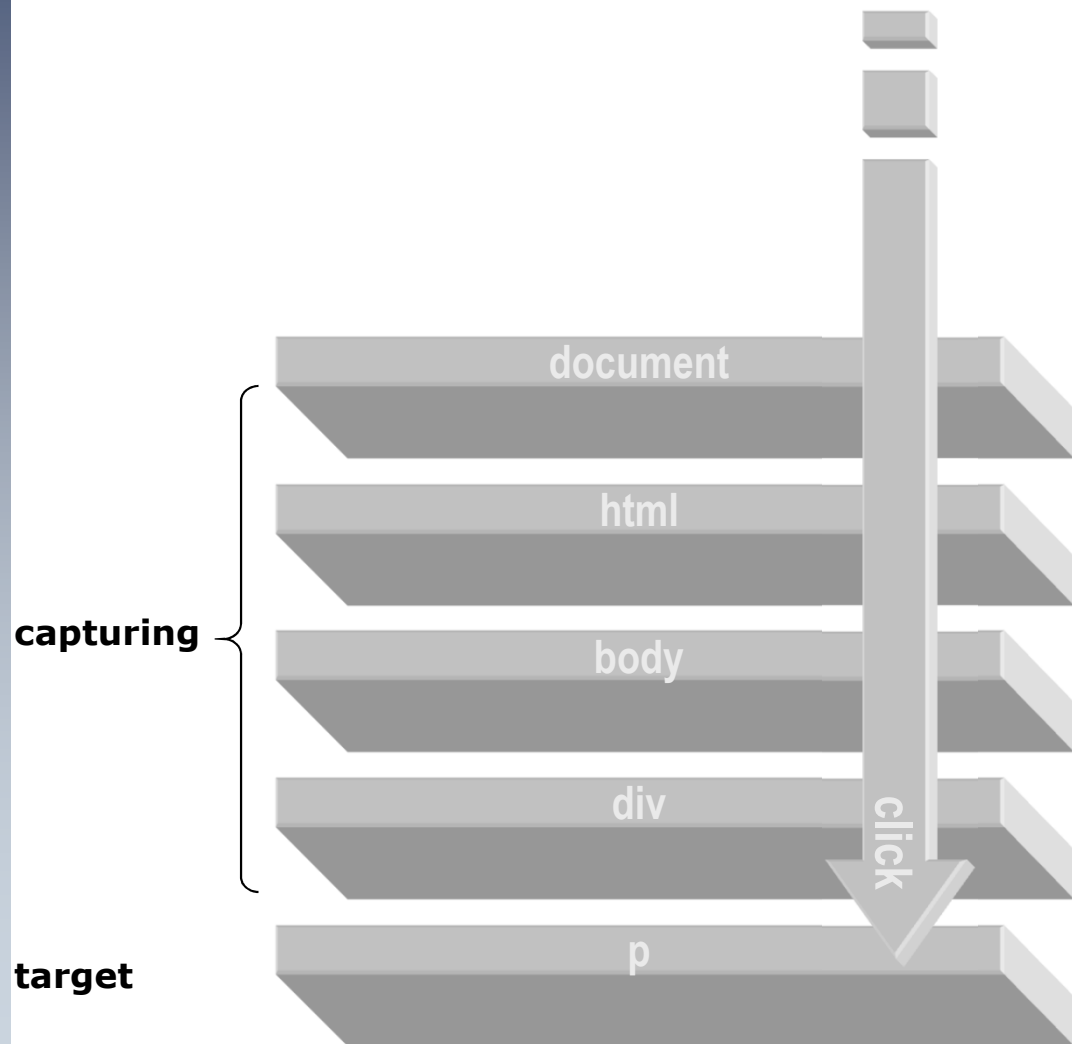 document
html
capturing
body
div
click
p
target